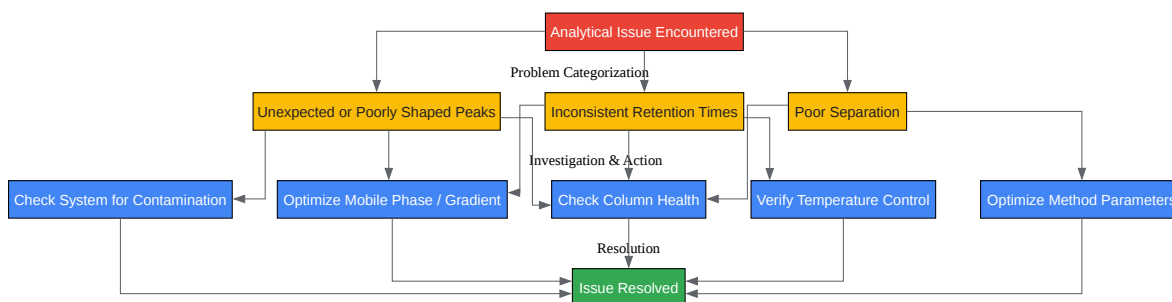 Analytical Issue Encountered
Problem Categorization
Unexpected or Poorly Shaped Peaks
Inconsistent Retention Times
Poor Separation
Investigation & Action
Check System for Contamination
Optimize Mobile Phase / Gradient
Check Column Health
Verify Temperature Control
Optimize Method Parameters
Resolution
Issue Resolved